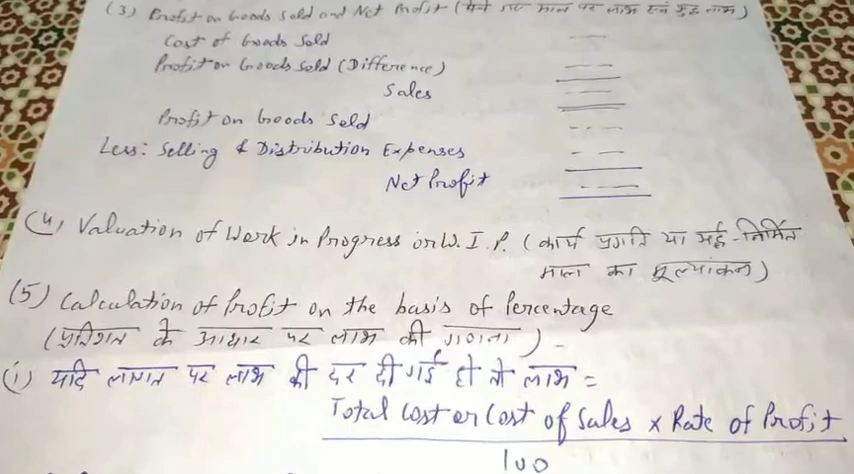 (3) Profit on Goods Sold and Net Profit (बेचे गए माल पर लाभ एवं शुद्ध लाभ)
Cost of Goods Sold
Profit on Goods Sold (Difference)
Sales
Profit on Goods Sold
Less: Selling & Distribution Expenses
Net Profit
(4) Valuation of Work in Progress or W.I.P. (कार्य प्रगति या अर्द्ध-निर्मित
माल का मूल्यांकन)
(5) Calculation of Profit on the basis of Percentage
(प्रतिशत के आधार पर लाभ की गणना) -
(i) यदि लागत पर लाभ की दर दी गई हो तो लाभ =
Total Cost or Cost of Sales x Rate of Profit
100